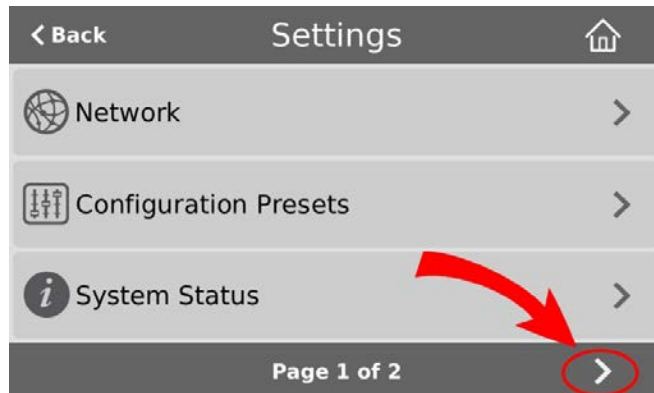 Back
Settings
Network
Configuration Presets
i System Status
Page 1 of 2